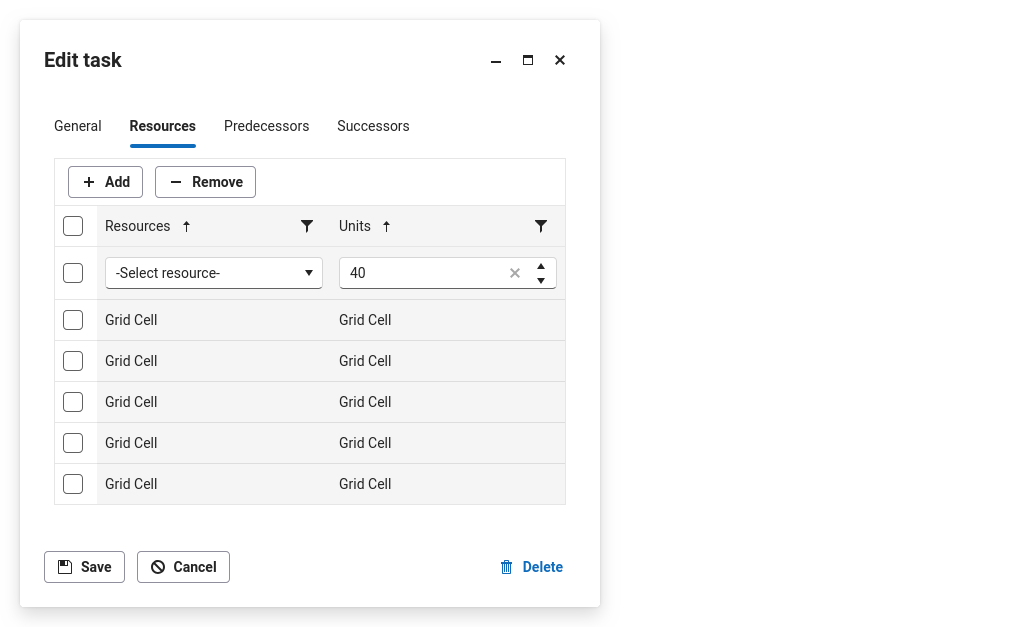 Edit task
General Resources Predecessors Successors
Add Remove
Resources Units
-Select resource- 40
Grid Cell Grid Cell
Grid Cell Grid Cell
Grid Cell Grid Cell
Grid Cell Grid Cell
Grid Cell Grid Cell
Save Cancel Delete